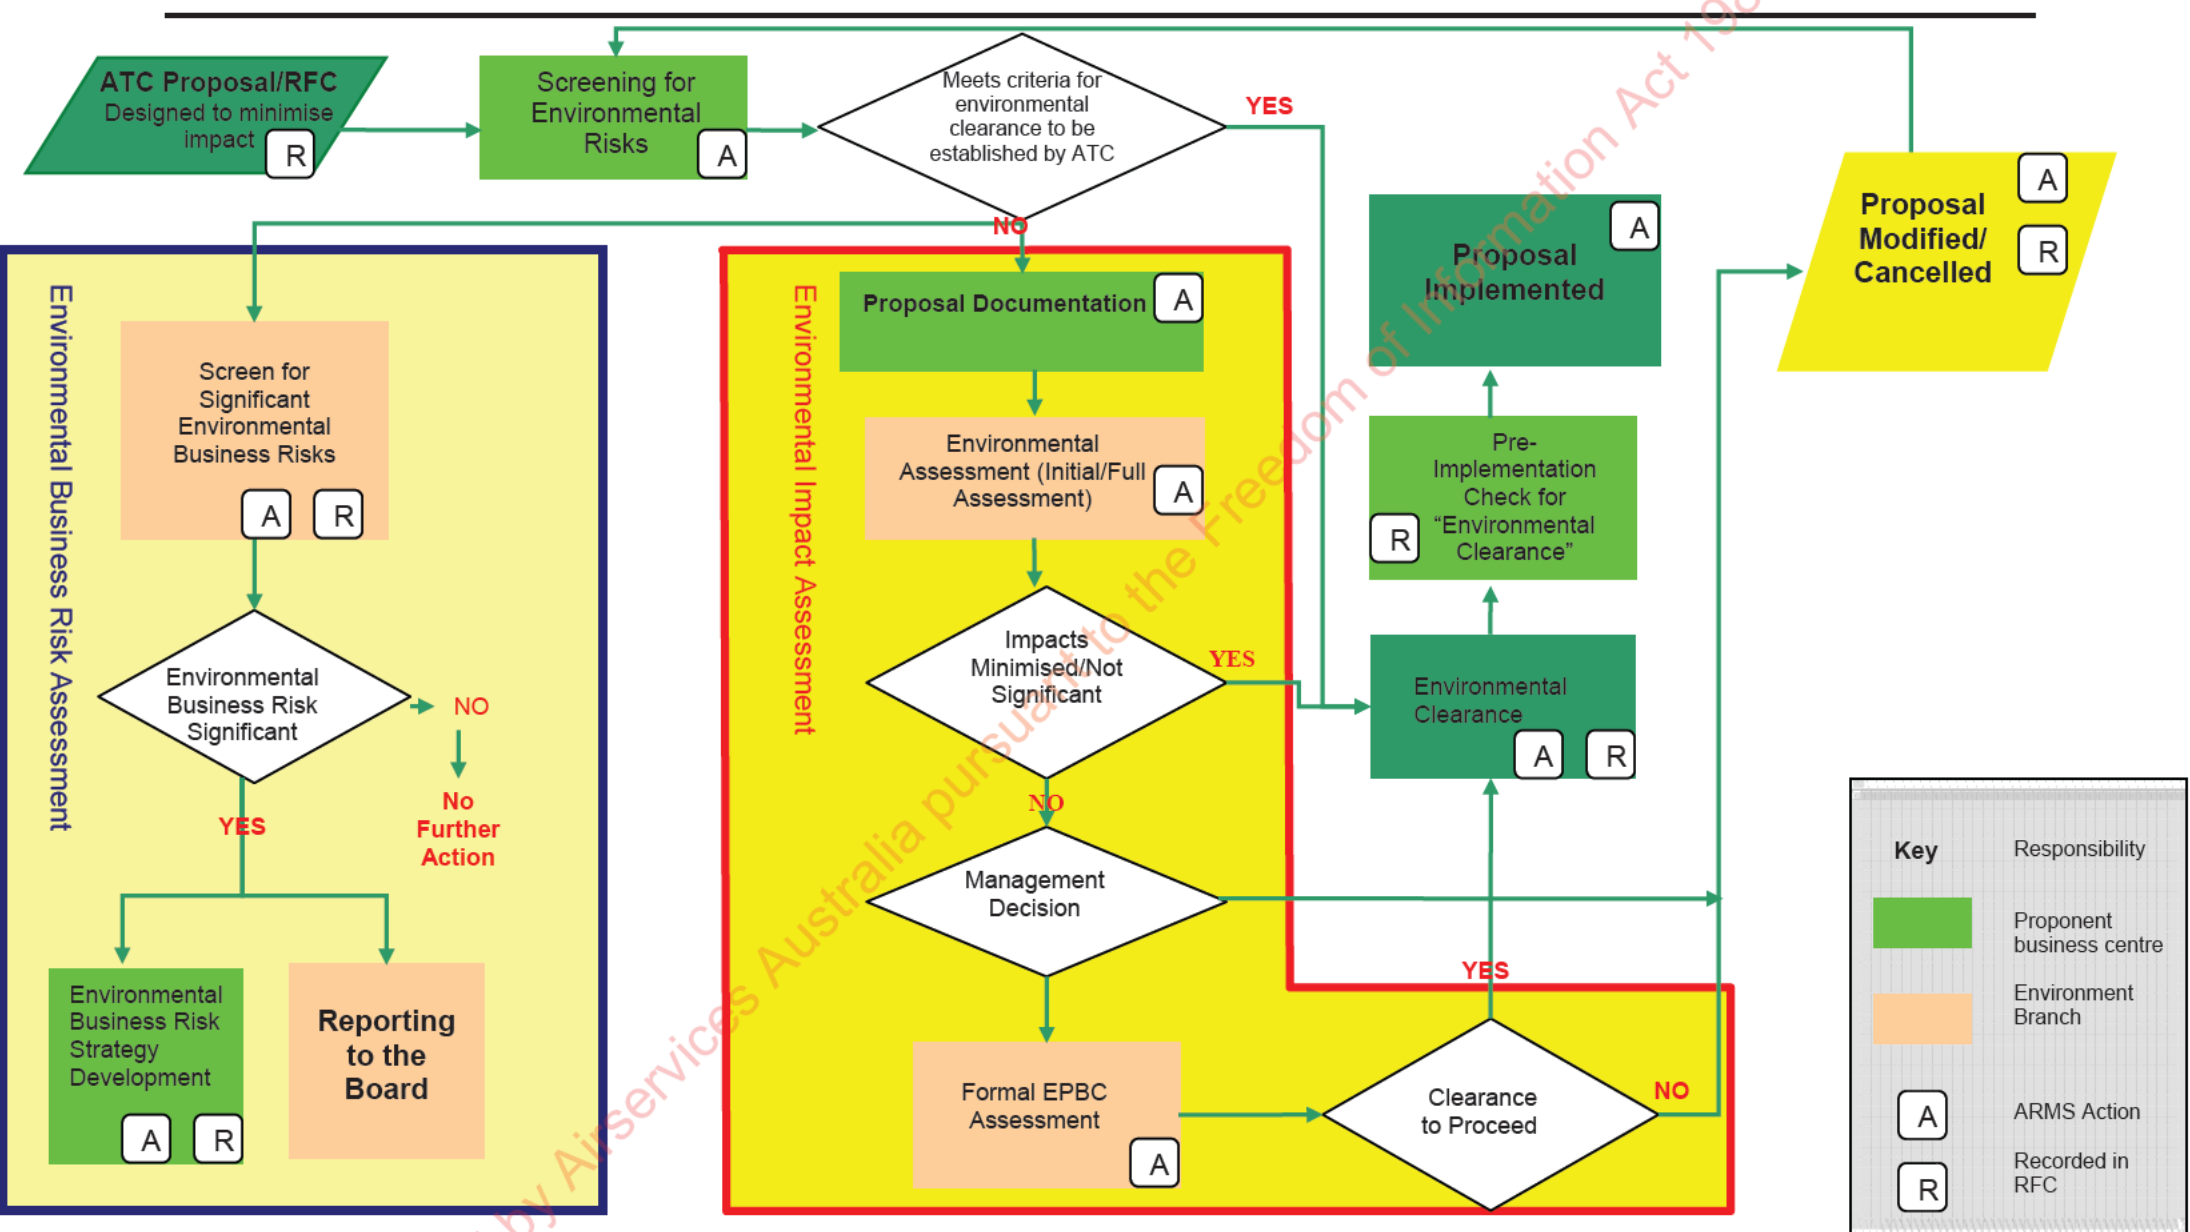 ATC Proposal/RFC
Designed to minimise
impact
R
Screening for
Environmental
Risks
A
Meets criteria for
environmental
clearance to be
established by ATC
YES
NO
Proposal
Modified/
Cancelled
A
R
Proposal
Implemented
A
Environmental Business Risk Assessment
Screen for
Significant
Environmental
Business Risks
A R
Environmental
Business Risk
Significant
NO
No
Further
Action
YES
Environmental
Business Risk
Strategy
Development
A R
Reporting
to the
Board
Environmental Impact Assessment
Proposal Documentation
A
Environmental
Assessment (Initial/Full
Assessment)
A
Impacts
Minimised/Not
Significant
YES
NO
Management
Decision
Formal EPBC
Assessment
A
Clearance
to Proceed
YES
NO
Pre-
Implementation
Check for
“Environmental
Clearance”
R
Environmental
Clearance
A R
Key Responsibility
Proponent
business centre
Environment
Branch
A ARMS Action
R Recorded in
RFC
by Airservices Australia pursuant to the Freedom of Information Act